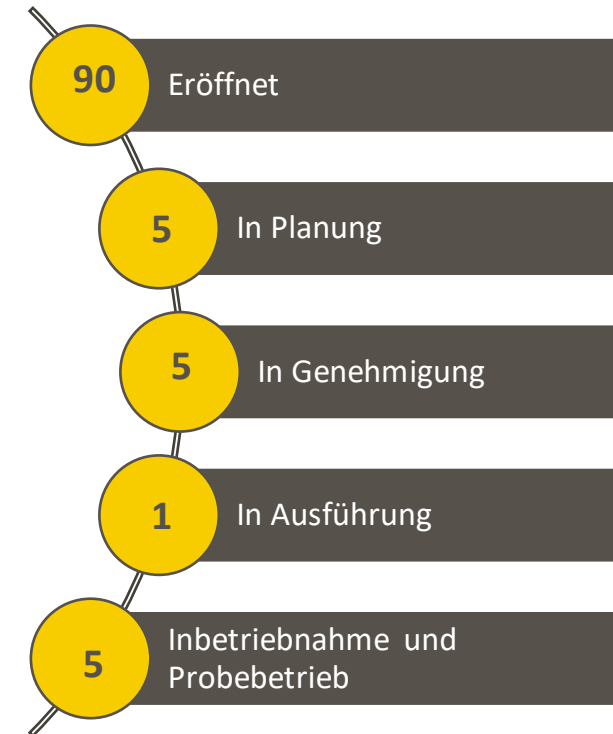 90
Eröffnet
5
In Planung
5
In Genehmigung
1
In Ausführung
5
Inbetriebnahme und
Probebetrieb